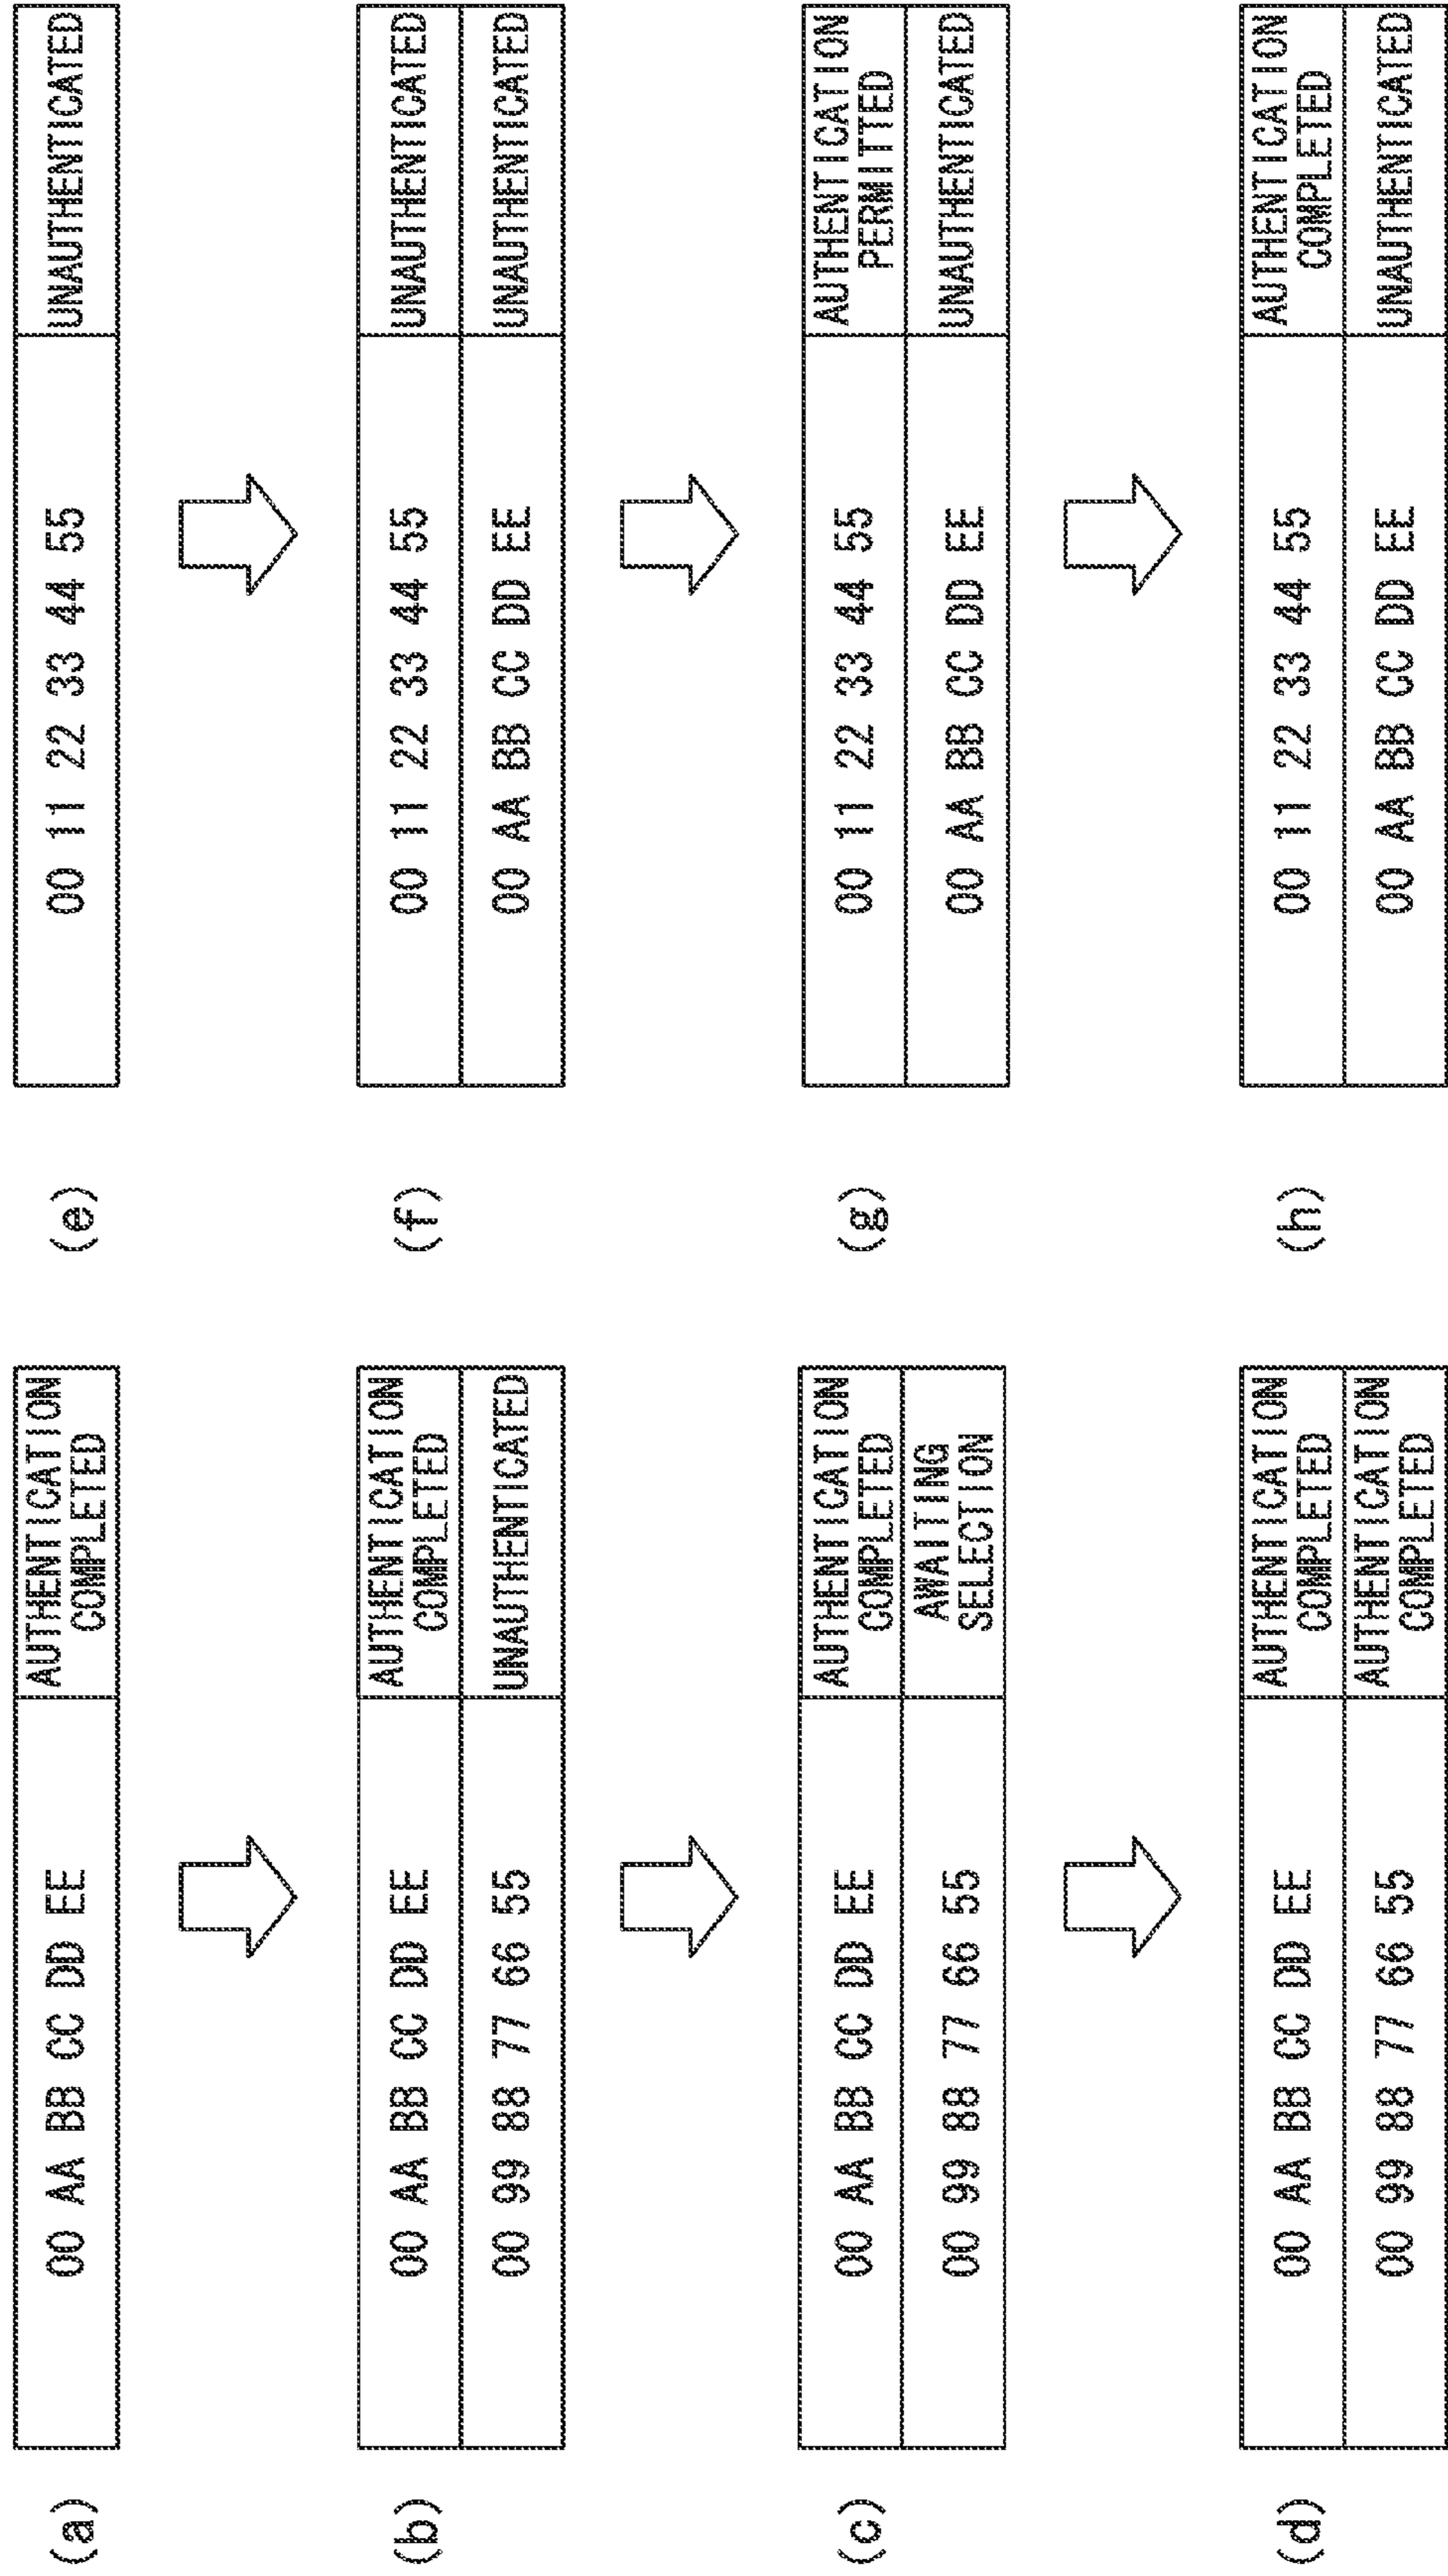 (a)
00 AA BB CC DD EE
AUTHENTICATION
COMPLETED
(b)
00 AA BB CC DD EE
AUTHENTICATION
COMPLETED
00 99 88 77 66 55
UNAUTHENTICATED
(c)
00 AA BB CC DD EE
AUTHENTICATION
COMPLETED
00 99 88 77 66 55
AWAITING
SELECTION
(d)
00 AA BB CC DD EE
AUTHENTICATION
COMPLETED
00 99 88 77 66 55
AUTHENTICATION
COMPLETED
(e)
00 11 22 33 44 55
UNAUTHENTICATED
(f)
00 11 22 33 44 55
UNAUTHENTICATED
00 AA BB CC DD EE
UNAUTHENTICATED
(g)
00 11 22 33 44 55
AUTHENTICATION
PERMITTED
00 AA BB CC DD EE
UNAUTHENTICATED
(h)
00 11 22 33 44 55
AUTHENTICATION
COMPLETED
00 AA BB CC DD EE
UNAUTHENTICATED